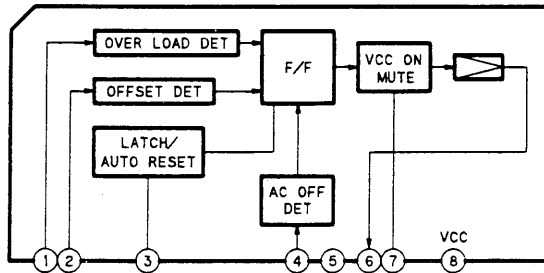 OVER LOAD DET
F/F
VCC ON
MUTE
OFFSET DET
LATCH/
AUTO RESET
AC OFF
DET
VCC
1 2 3 4 5 6 7 8